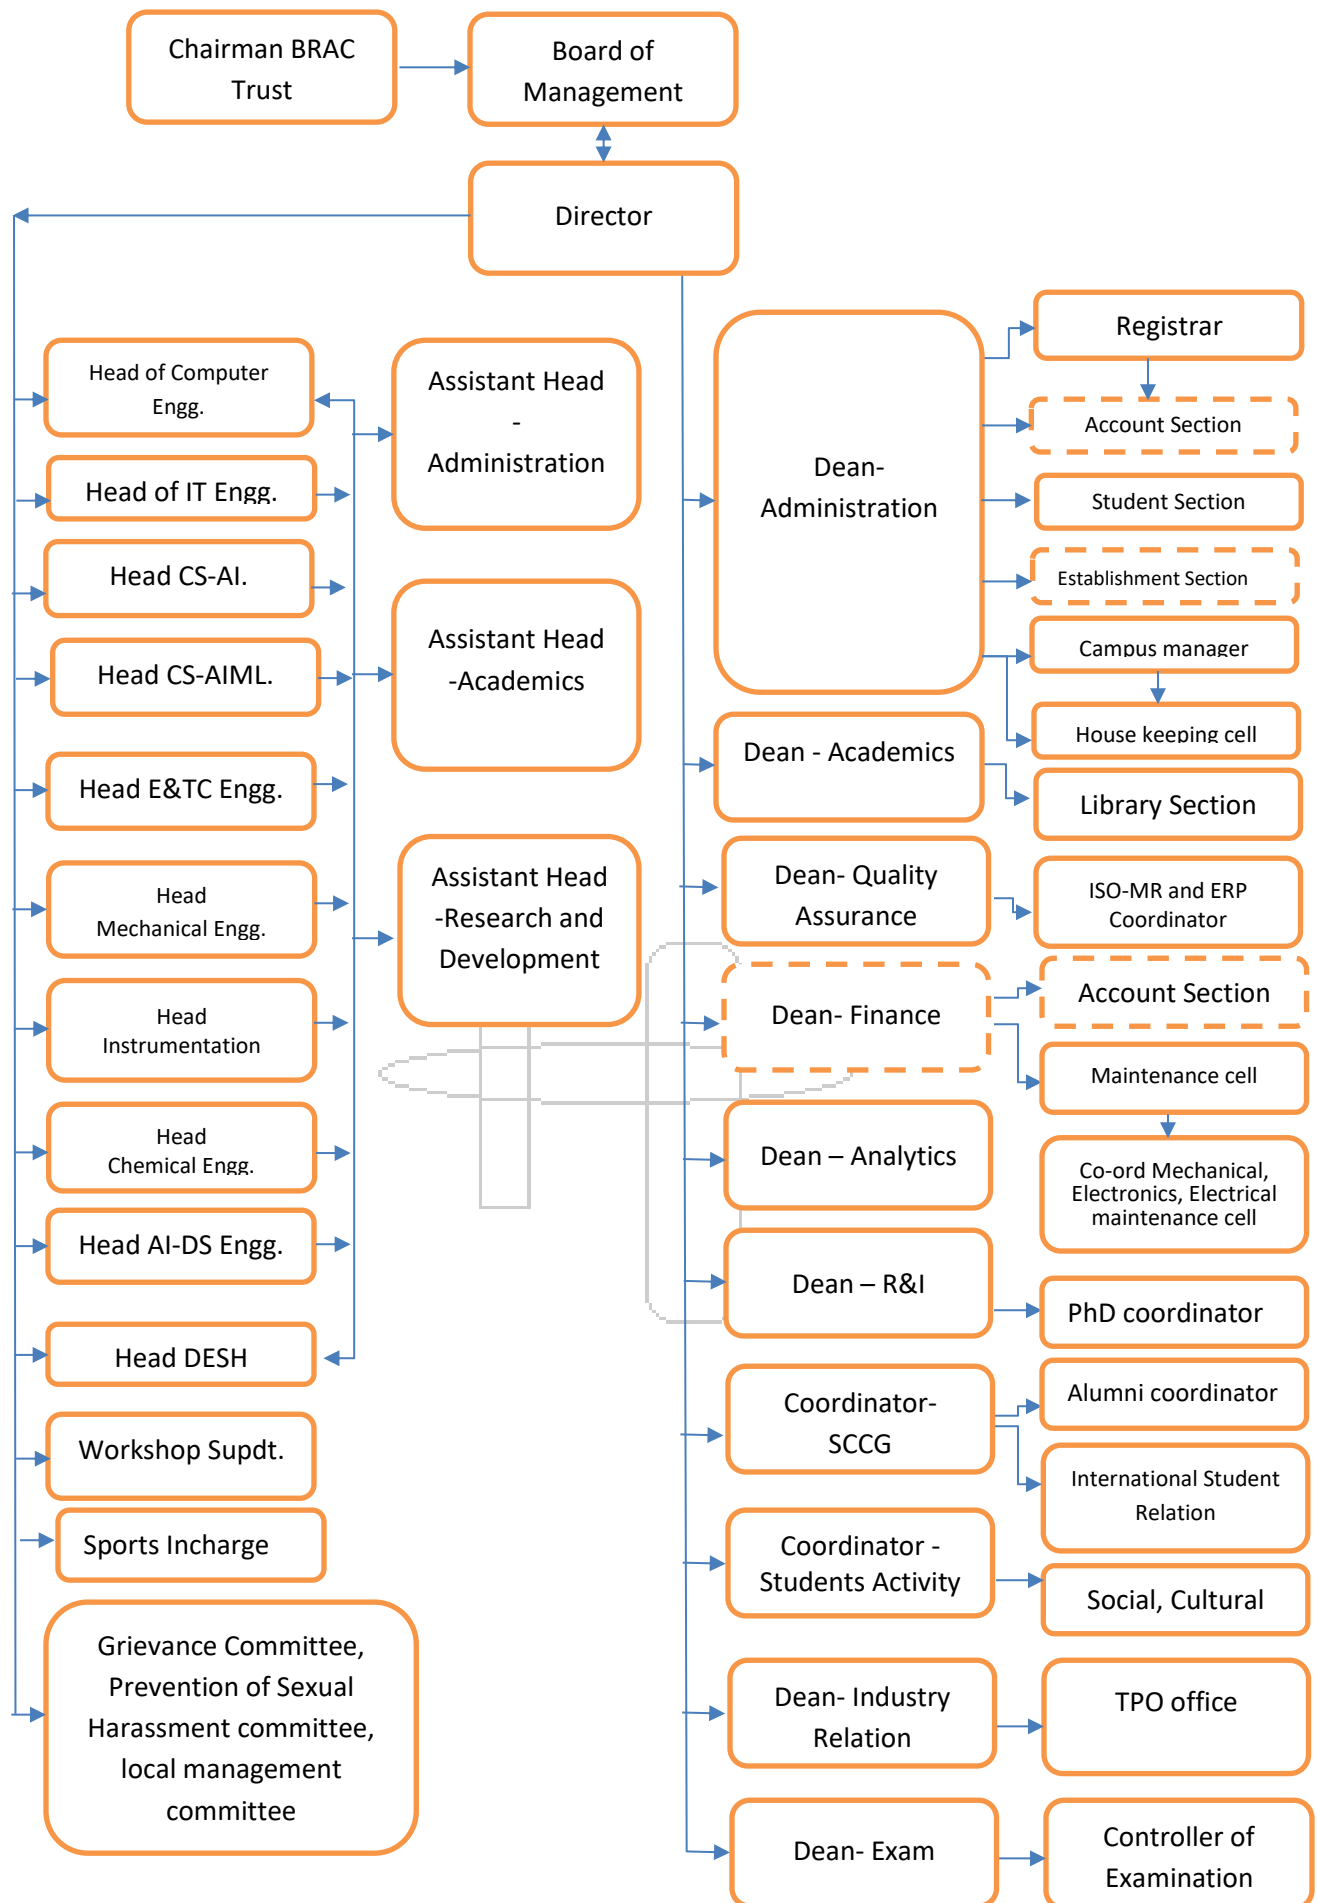 Chairman BRAC
Trust
Board of
Management
Director
Head of Computer
Engg.
Head of IT Engg.
Head CS-AI.
Head CS-AIML.
Head E&TC Engg.
Head
Mechanical Engg.
Head
Instrumentation
Head
Chemical Engg.
Head AI-DS Engg.
Head DESH
Workshop Supdt.
Sports Incharge
Grievance Committee,
Prevention of Sexual
Harassment committee,
local management
committee
Assistant Head
-
Administration
Assistant Head
-Academics
Assistant Head
-Research and
Development
Dean-
Administration
Registrar
Account Section
Student Section
Establishment Section
Campus manager
House keeping cell
Dean - Academics
Library Section
Dean- Quality
Assurance
ISO-MR and ERP
Coordinator
Dean- Finance
Account Section
Maintenance cell
Co-ord Mechanical,
Electronics, Electrical
maintenance cell
Dean – Analytics
Dean – R&I
PhD coordinator
Coordinator-
SCCG
Alumni coordinator
International Student
Relation
Coordinator -
Students Activity
Social, Cultural
Dean- Industry
Relation
TPO office
Dean- Exam
Controller of
Examination